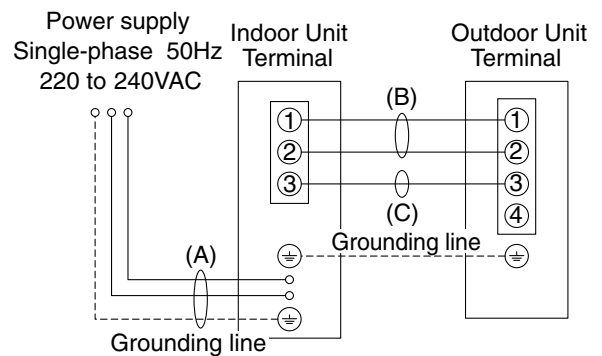 Power supply
Single-phase 50Hz
220 to 240VAC
Indoor Unit
Terminal
Outdoor Unit
Terminal
(B)
1
1
2
2
3
3
(C)
4
Grounding line
(A)
Grounding line